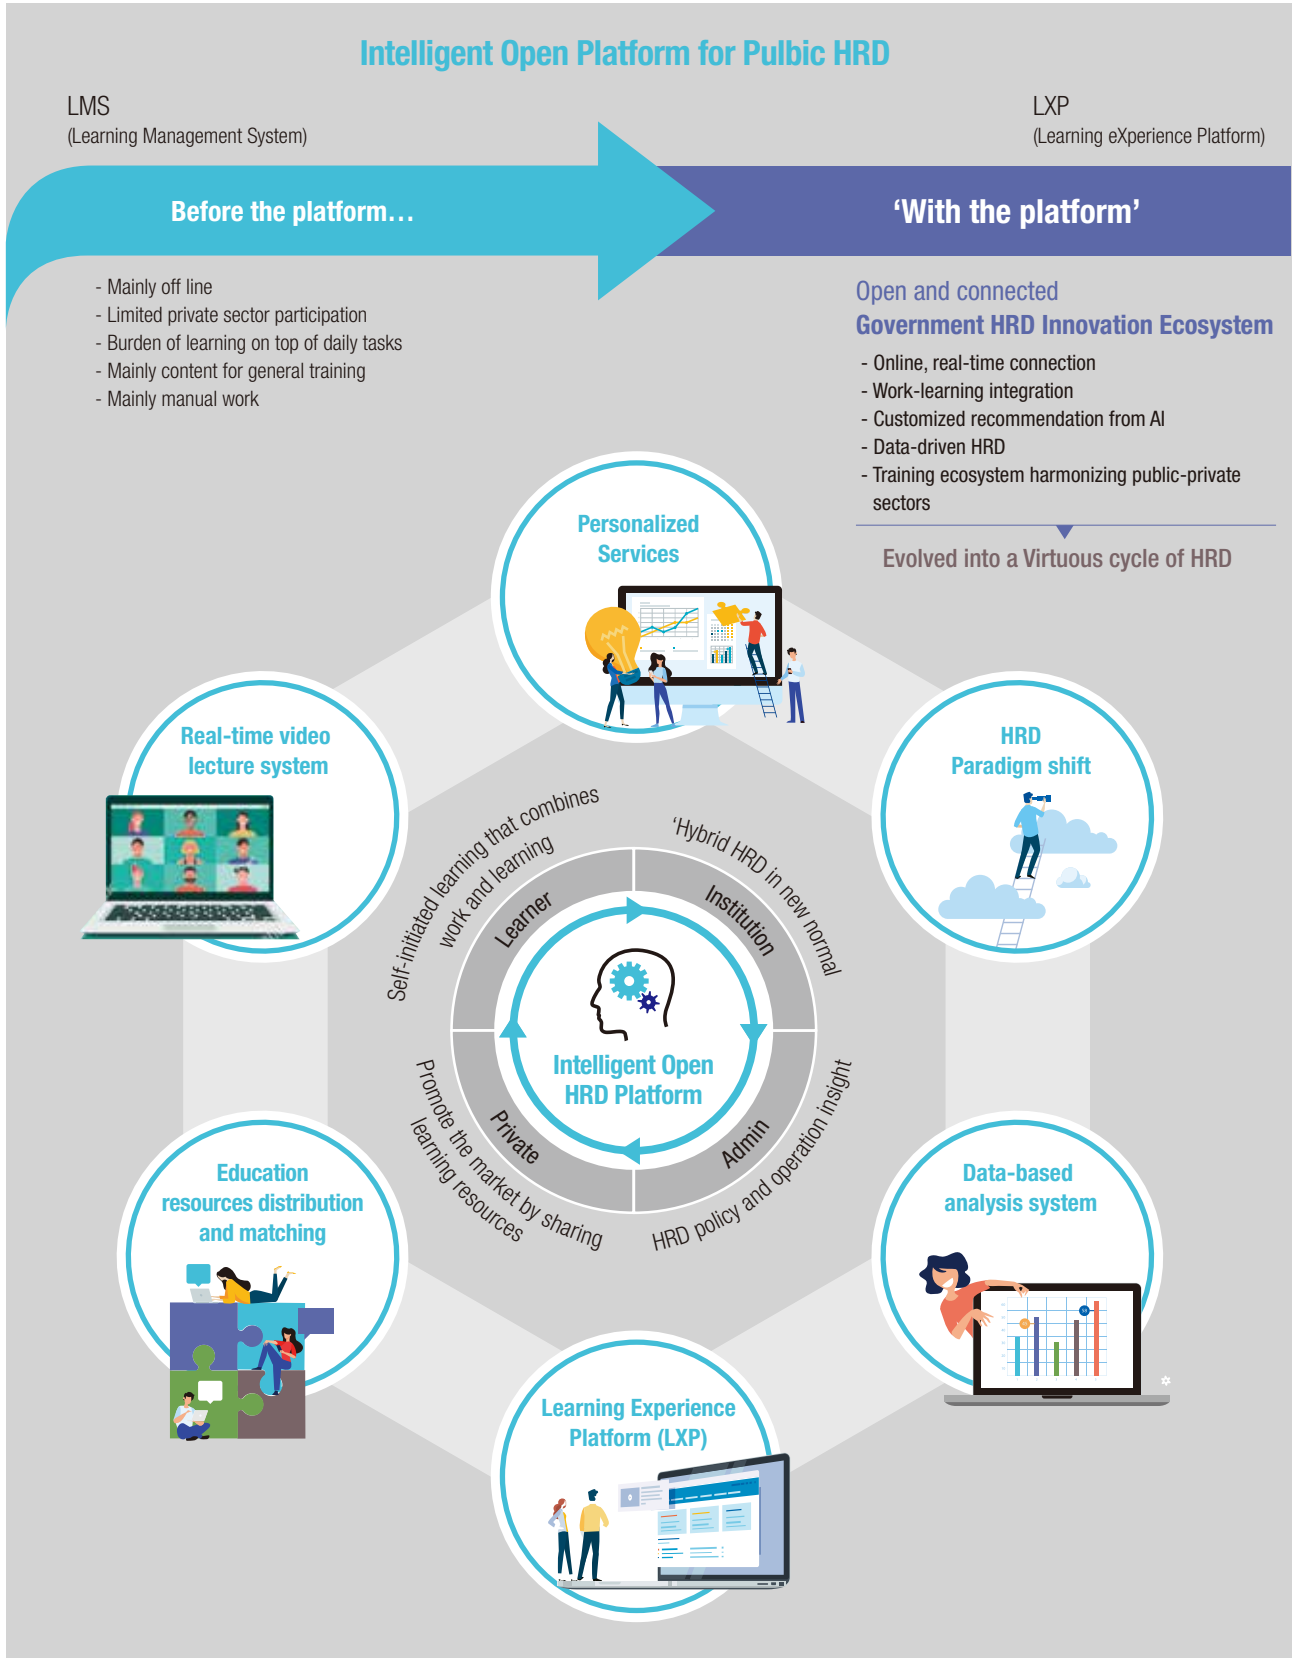 Intelligent Open Platform for Pulbic HRD
LMS
(Learning Management System)
LXP
(Learning eXperience Platform)
Before the platform...
‘With the platform’
- Mainly off line
- Limited private sector participation
- Burden of learning on top of daily tasks
- Mainly content for general training
- Mainly manual work
Open and connected
Government HRD Innovation Ecosystem
- Online, real-time connection
- Work-learning integration
- Customized recommendation from AI
- Data-driven HRD
- Training ecosystem harmonizing public-private
sectors
Evolved into a Virtuous cycle of HRD
Personalized
Services
Real-time video
lecture system
HRD
Paradigm shift
Self-initiated learning that combines
work and learning
‘Hybrid HRD in new normal
Learner
Institution
Intelligent Open
HRD Platform
Private
Admin
Promote the market by sharing
learning resources
HRD policy and operation insight
Education
resources distribution
and matching
Data-based
analysis system
Learning Experience
Platform (LXP)